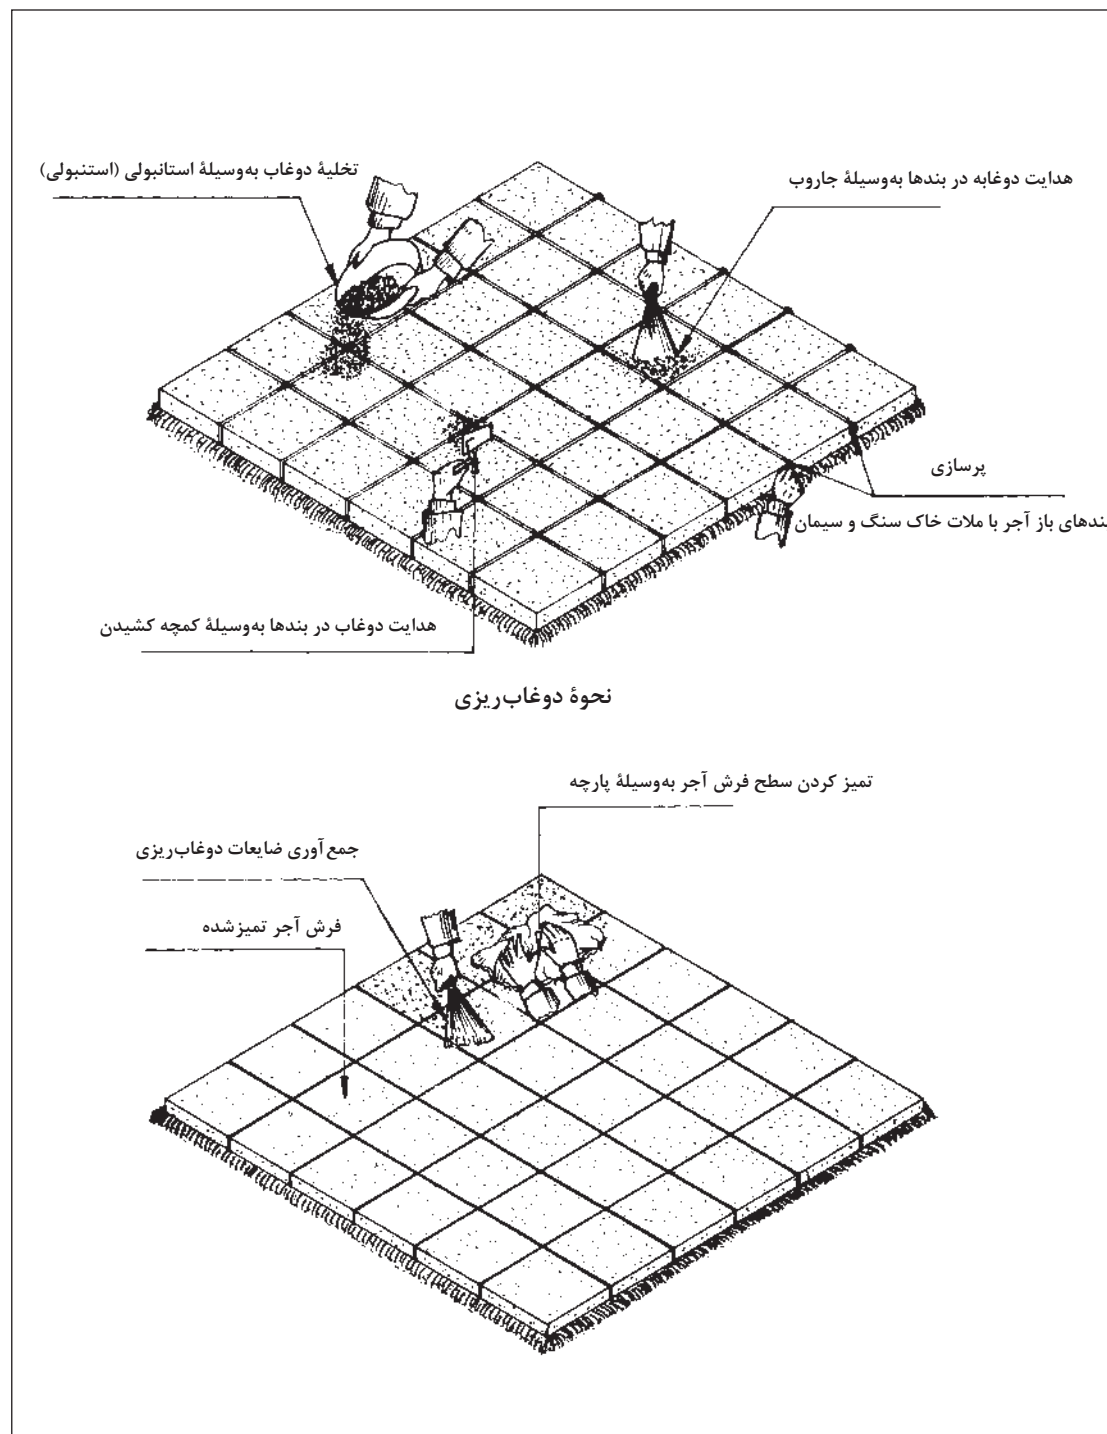 هدایت دوغابه در بندها به‌وسیلهٔ جاروب
تخلیهٔ دوغاب به‌وسیلهٔ استانبولی (استنبولی)
پرسازی
بندهای باز آجر با ملات خاک سنگ و سیمان
هدایت دوغاب در بندها به‌وسیلهٔ کمچه کشیدن
نحوهٔ دوغاب‌ریزی
تمیز کردن سطح فرش آجر به‌وسیلهٔ پارچه
جمع‌آوری ضایعات دوغاب‌ریزی
فرش آجر تمیزشده